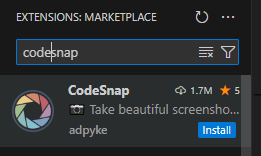 EXTENSIONS: MARKETPLACE
codesnap
CodeSnap 1.7M 5
Take beautiful screensho...
adpyke Install